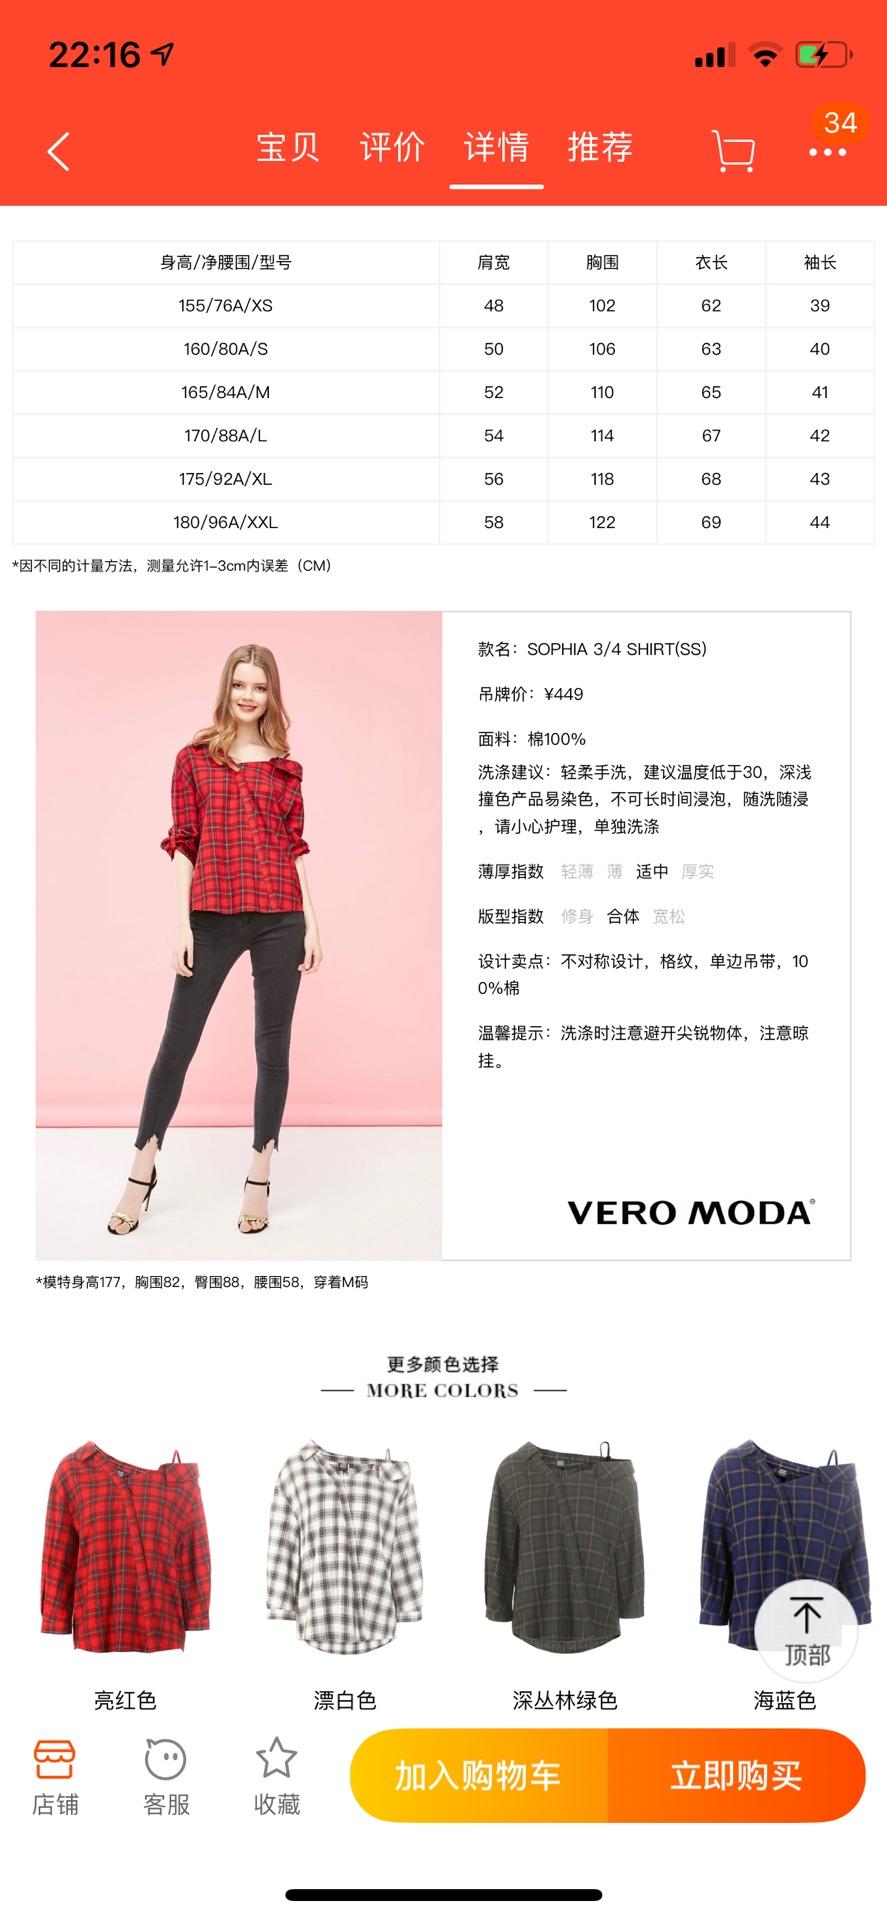 22:16
34
宝贝 评价 详情 推荐
身高/净腰围/型号 肩宽 胸围 衣长 袖长
155/76A/XS 48 102 62 39
160/80A/S 50 106 63 40
165/84A/M 52 110 65 41
170/88A/L 54 114 67 42
175/92A/XL 56 118 68 43
180/96A/XXL 58 122 69 44
*因不同的计量方法，测量允许1-3cm内误差（CM）
款名：SOPHIA 3/4 SHIRT(SS)
吊牌价：¥449
面料：棉100%
洗涤建议：轻柔手洗，建议温度低于30，深浅
撞色产品易染色，不可长时间浸泡，随洗随浸
，请小心护理，单独洗涤
薄厚指数 轻薄 薄 适中 厚实
版型指数 修身 合体 宽松
设计卖点：不对称设计，格纹，单边吊带，10
0%棉
温馨提示：洗涤时注意避开尖锐物体，注意晾
挂。
VERO MODA®
*模特身高177，胸围82，臀围88，腰围58，穿着M码
更多颜色选择
MORE COLORS
亮红色 漂白色 深丛林绿色 海蓝色
顶部
店铺 客服 收藏 加入购物车 立即购买